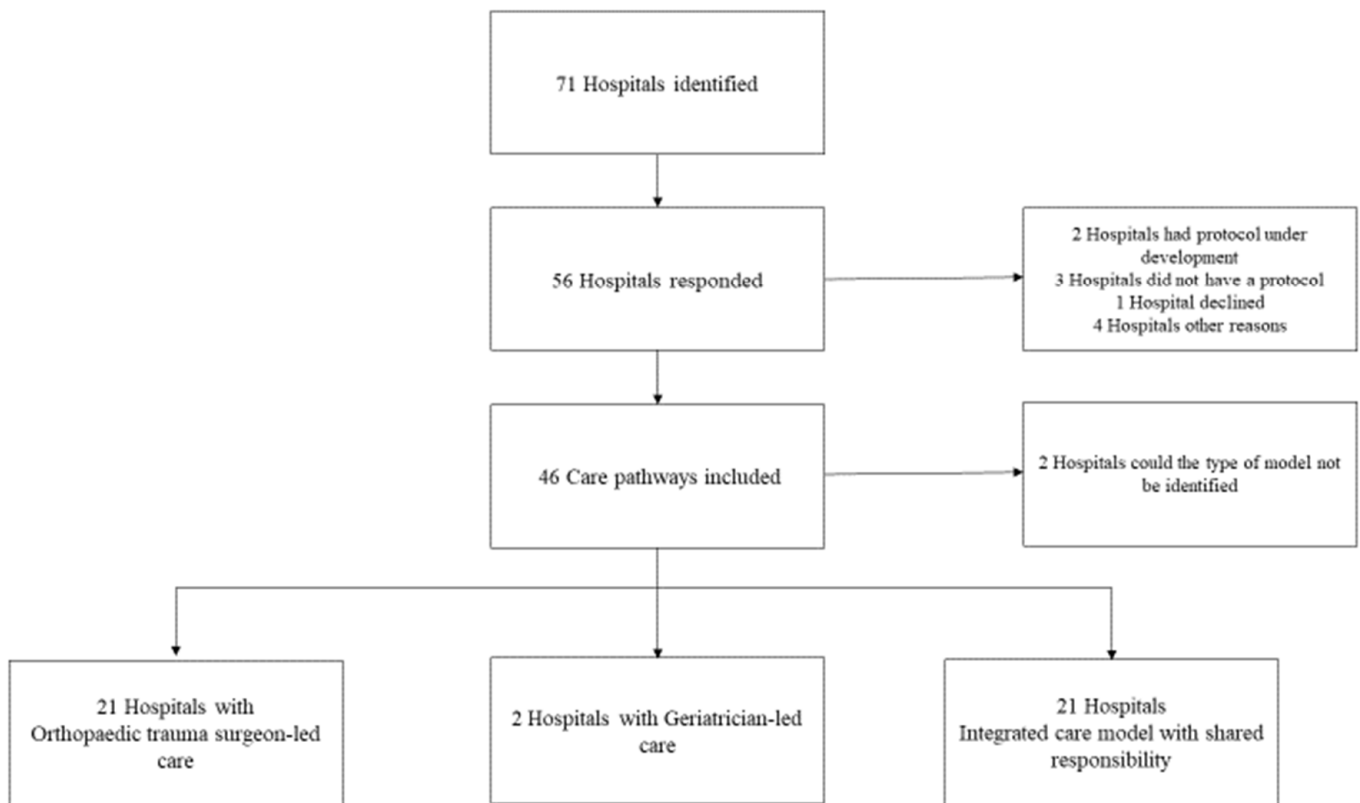 71 Hospitals identified
56 Hospitals responded
2 Hospitals had protocol under
development
3 Hospitals did not have a protocol
1 Hospital declined
4 Hospitals other reasons
46 Care pathways included
2 Hospitals could the type of model not
be identified
21 Hospitals with
Orthopaedic trauma surgeon-led
care
2 Hospitals with Geriatrician-led
care
21 Hospitals
Integrated care model with shared
responsibility